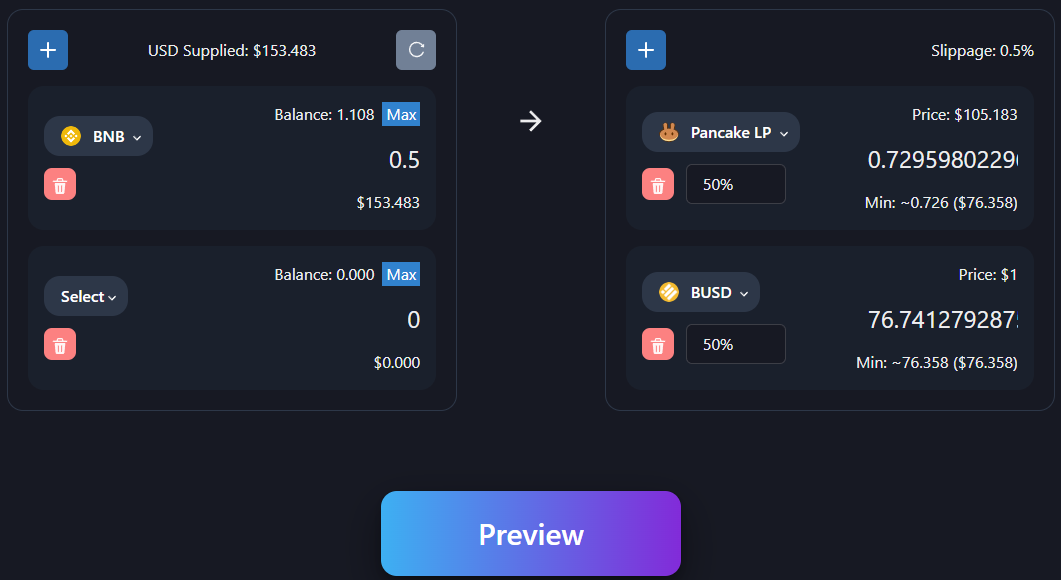 USD Supplied: $153.483
Balance: 1.108 Max
BNB
0.5
$153.483
Balance: 0.000 Max
Select
0
$0.000
Slippage: 0.5%
Price: $105.183
Pancake LP
0.7295980229
50%
Min: ~0.726 ($76.358)
Price: $1
BUSD
76.741279287
50%
Min: ~76.358 ($76.358)
Preview